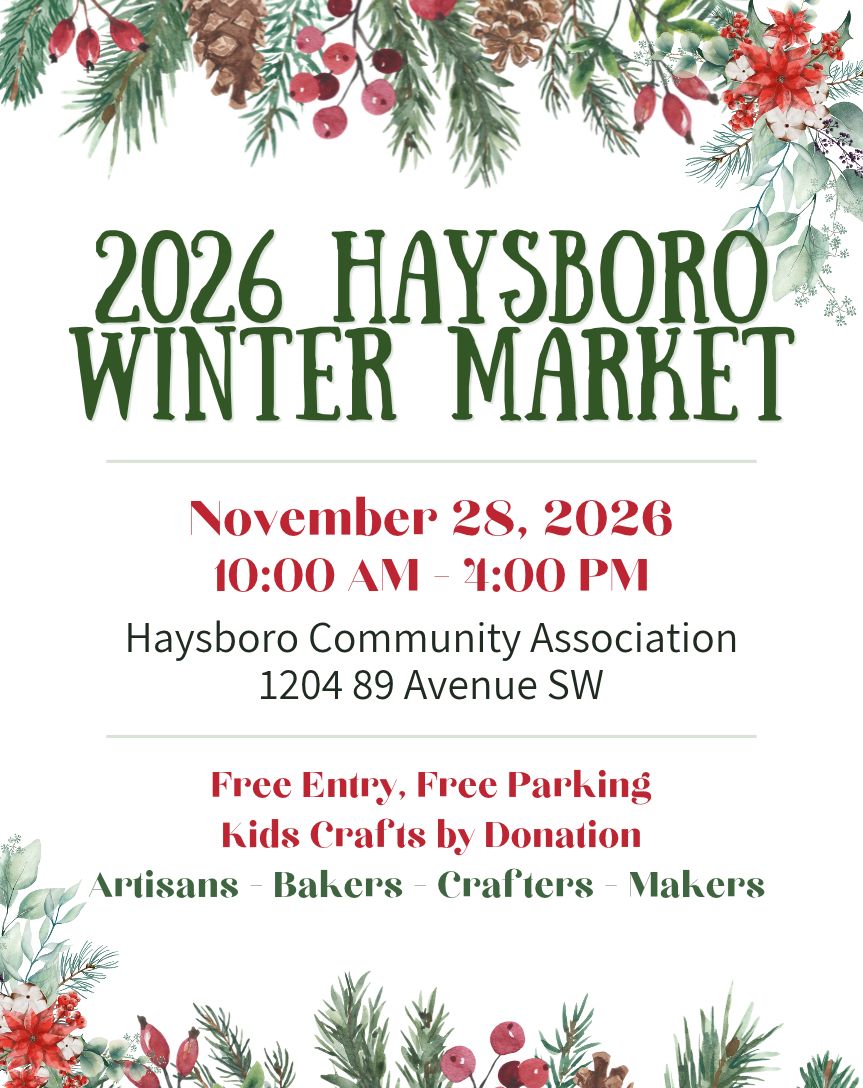 2026 HAYSBORO
WINTER MARKET
November 28, 2026
10:00 AM - 4:00 PM
Haysboro Community Association
1204 89 Avenue SW
Free Entry, Free Parking
Kids Crafts by Donation
Artisans - Bakers - Crafters - Makers